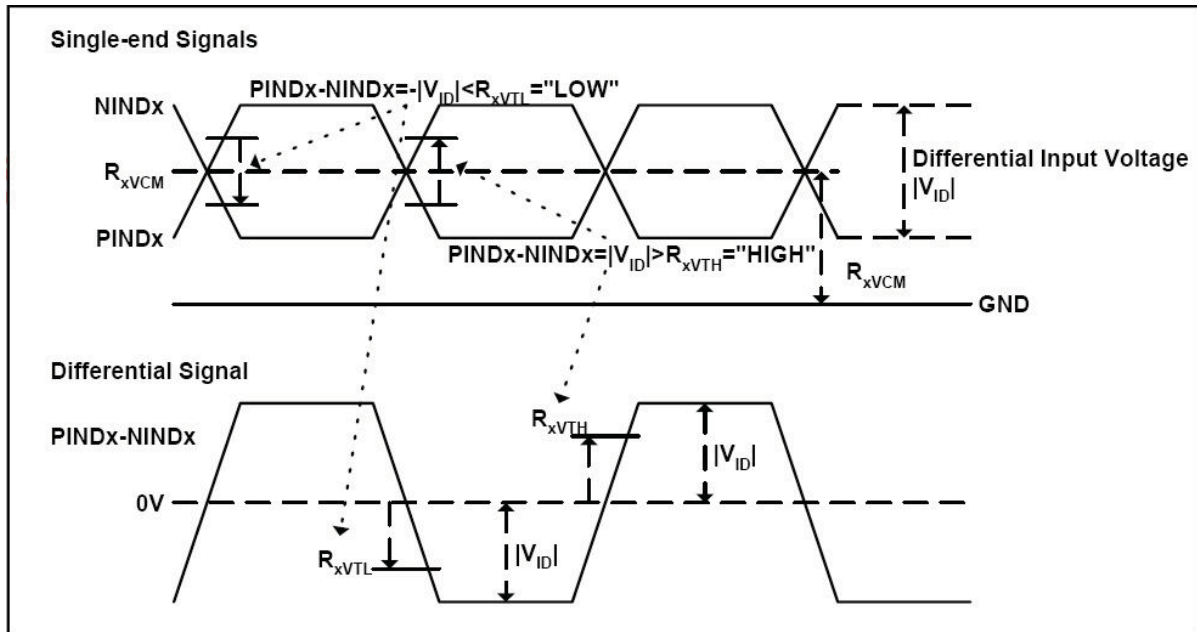 Single-end Signals
PINDx-NINDx=-|VID|<RxVTL="LOW"
NINDx
RxVCM
Differential Input Voltage
|VID|
PINDx
PINDx-NINDx=|VID|>RxVTH="HIGH"
RxVCM
GND
Differential Signal
RxVTH
PINDx-NINDx
|VID|
0V
RxVTL
|VID|